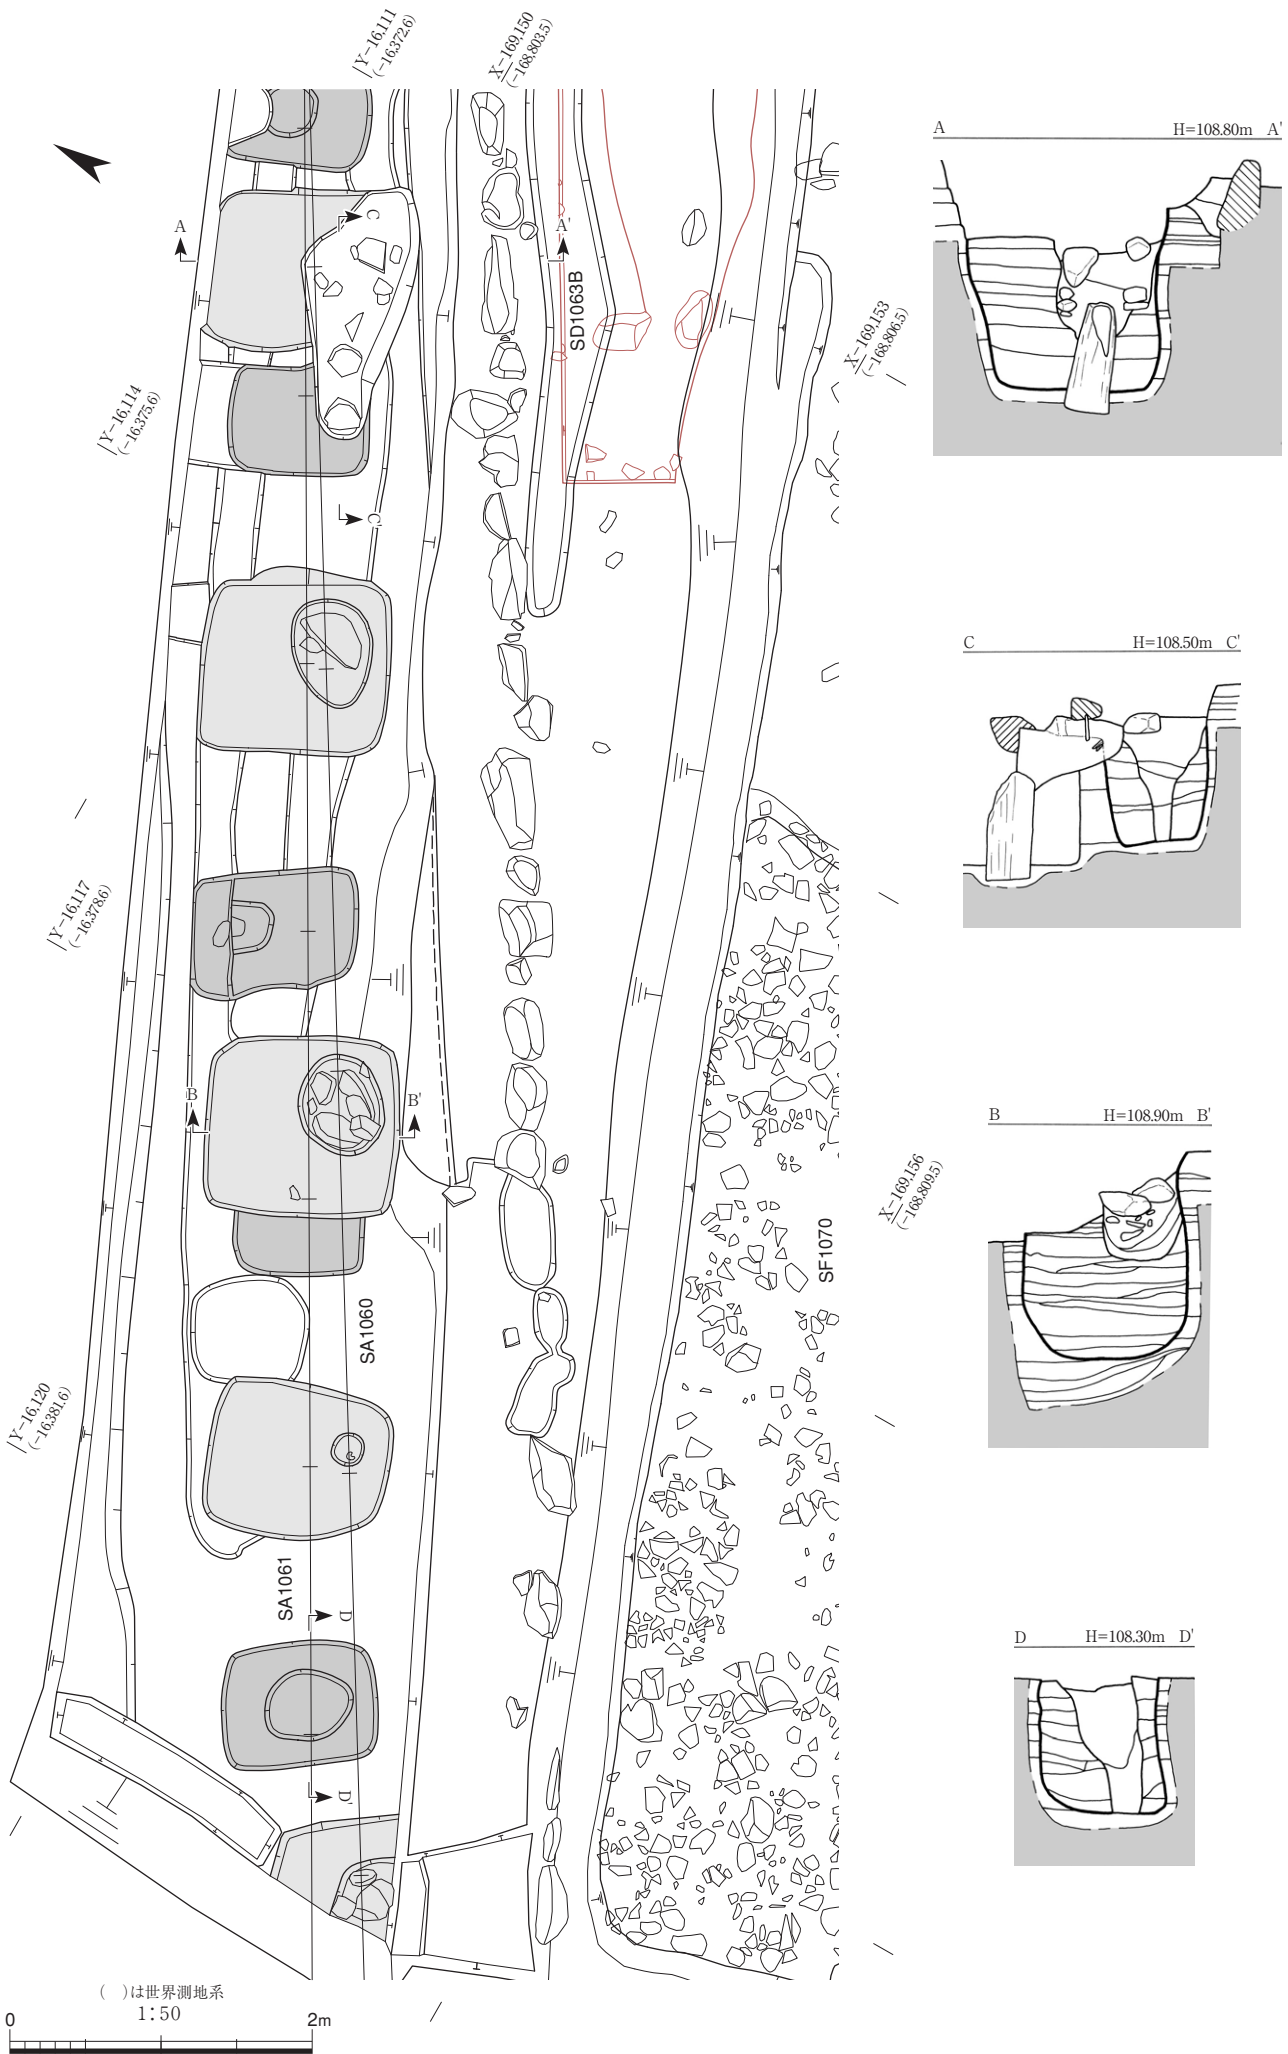 Y-16,111
(-16,372.6)
X-169,150
(-168,803.5)
A
H=108.80m
A'
A
C
A'
SD1063B
X-169,153
(-168,806.5)
Y-16,114
(-16,375.6)
C'
C
H=108.50m
C'
Y-16,117
(-16,378.6)
B
B'
B
H=108.90m
B'
X-169,156
(-168,809.5)
SF1070
SA1060
Y-16,120
(-16,381.6)
SA1061
D
D
H=108.30m
D'
D'
( )は世界測地系
1:50
0
2m